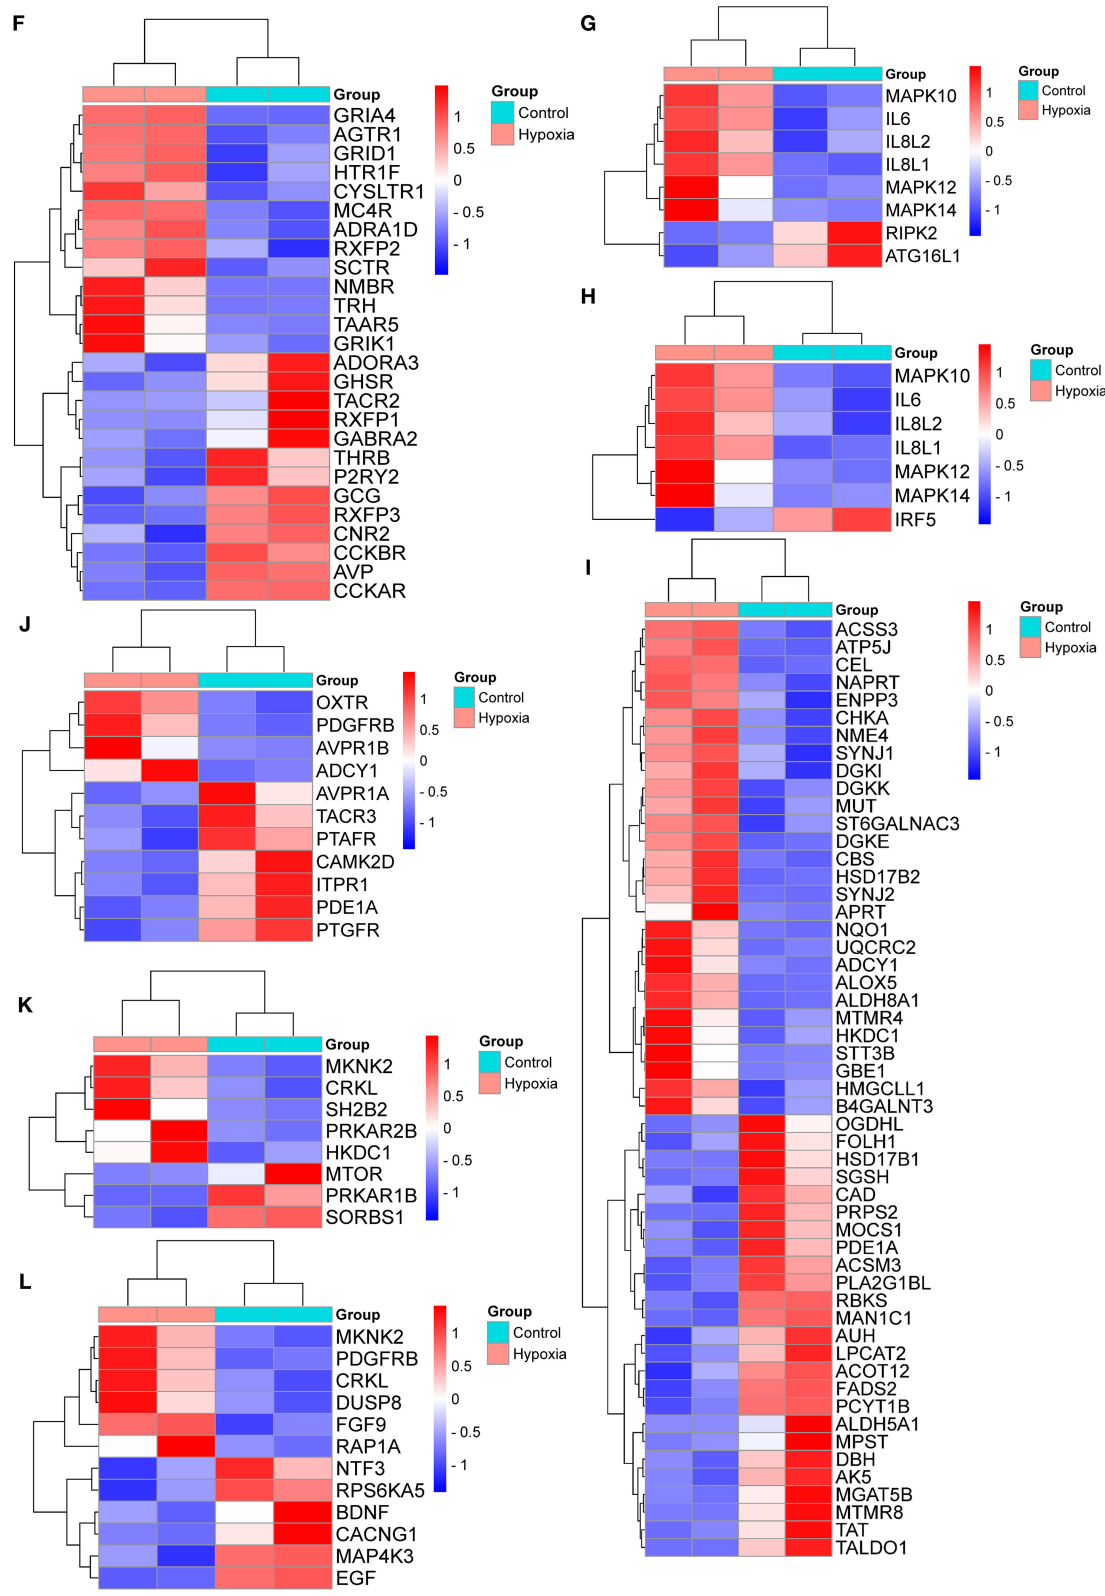 F
Group
GRIA4
AGTR1
GRID1
HTR1F
CYSLTR1
MC4R
ADRA1D
RXFP2
SCTR
NMBR
TRH
TAAR5
GRIK1
ADORA3
GHSR
TACR2
RXFP1
GABRA2
THRB
P2RY2
GCG
RXFP3
CNR2
CCKBR
AVP
CCKAR
1
0.5
0
- 0.5
- 1
Group
Control
Hypoxia
G
Group
MAPK10
IL6
IL8L2
IL8L1
MAPK12
MAPK14
RIPK2
ATG16L1
1
0.5
0
- 0.5
- 1
Group
Control
Hypoxia
H
Group
MAPK10
IL6
IL8L2
IL8L1
MAPK12
MAPK14
IRF5
1
0.5
0
- 0.5
- 1
Group
Control
Hypoxia
I
Group
ACSS3
ATP5J
CEL
NAPRT
ENPP3
CHKA
NME4
SYNJ1
DGKI
DGKK
MUT
ST6GALNAC3
DGKE
CBS
HSD17B2
SYNJ2
APRT
NQO1
UQCRC2
ADCY1
ALOX5
ALDH8A1
MTMR4
HKDC1
STT3B
GBE1
HMGCLL1
B4GALNT3
OGDHL
FOLH1
HSD17B1
SGSH
CAD
PRPS2
MOCS1
PDE1A
ACSM3
PLA2G1BL
RBKS
MAN1C1
AUH
LPCAT2
ACOT12
FADS2
PCYT1B
ALDH5A1
MPST
DBH
AK5
MGAT5B
MTMR8
TAT
TALDO1
1
0.5
0
- 0.5
- 1
Group
Control
Hypoxia
J
Group
OXTR
PDGFRB
AVPR1B
ADCY1
AVPR1A
TACR3
PTAFR
CAMK2D
ITPR1
PDE1A
PTGFR
1
0.5
0
- 0.5
- 1
Group
Control
Hypoxia
K
Group
MKNK2
CRKL
SH2B2
PRKAR2B
HKDC1
MTOR
PRKAR1B
SORBS1
1
0.5
0
- 0.5
- 1
Group
Control
Hypoxia
L
Group
MKNK2
PDGFRB
CRKL
DUSP8
FGF9
RAP1A
NTF3
RPS6KA5
BDNF
CACNG1
MAP4K3
EGF
1
0.5
0
- 0.5
- 1
Group
Control
Hypoxia